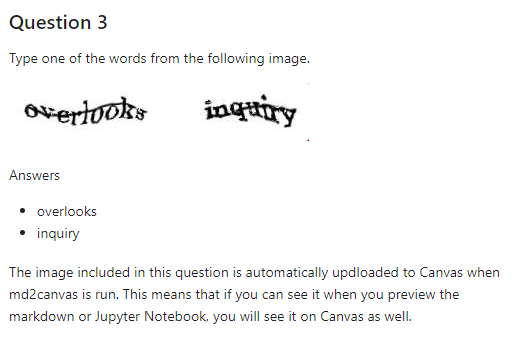 Question 3
Type one of the words from the following image.
overlooks inquiry
Answers
• overlooks
• inquiry
The image included in this question is automatically updloaded to Canvas when
md2canvas is run. This means that if you can see it when you preview the
markdown or Jupyter Notebook, you will see it on Canvas as well.